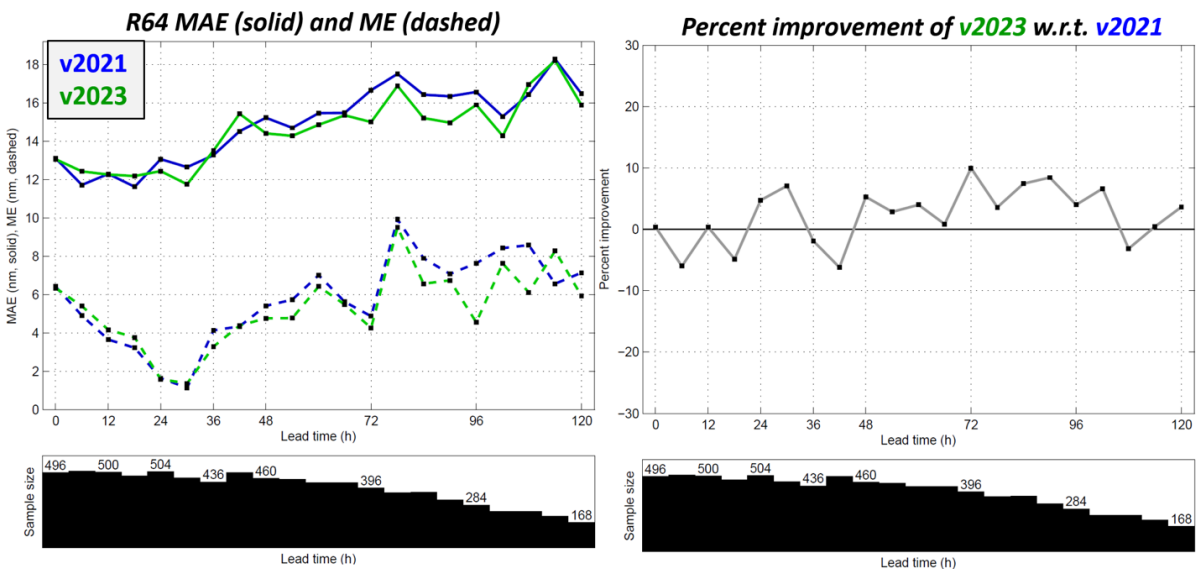 R64 MAE (solid) and ME (dashed)
v2021
v2023
MAE (nm, solid), ME (nm, dashed)
18
16
14
12
10
8
6
4
2
0
0 12 24 36 48 72 96 120
Lead time (h)
Sample size
496 500 504 436 460 396 284 168
Lead time (h)
Percent improvement of v2023 w.r.t. v2021
Percent improvement
30
20
10
0
−10
−20
−30
0 12 24 36 48 72 96 120
Lead time (h)
Sample size
496 500 504 436 460 396 284 168
Lead time (h)